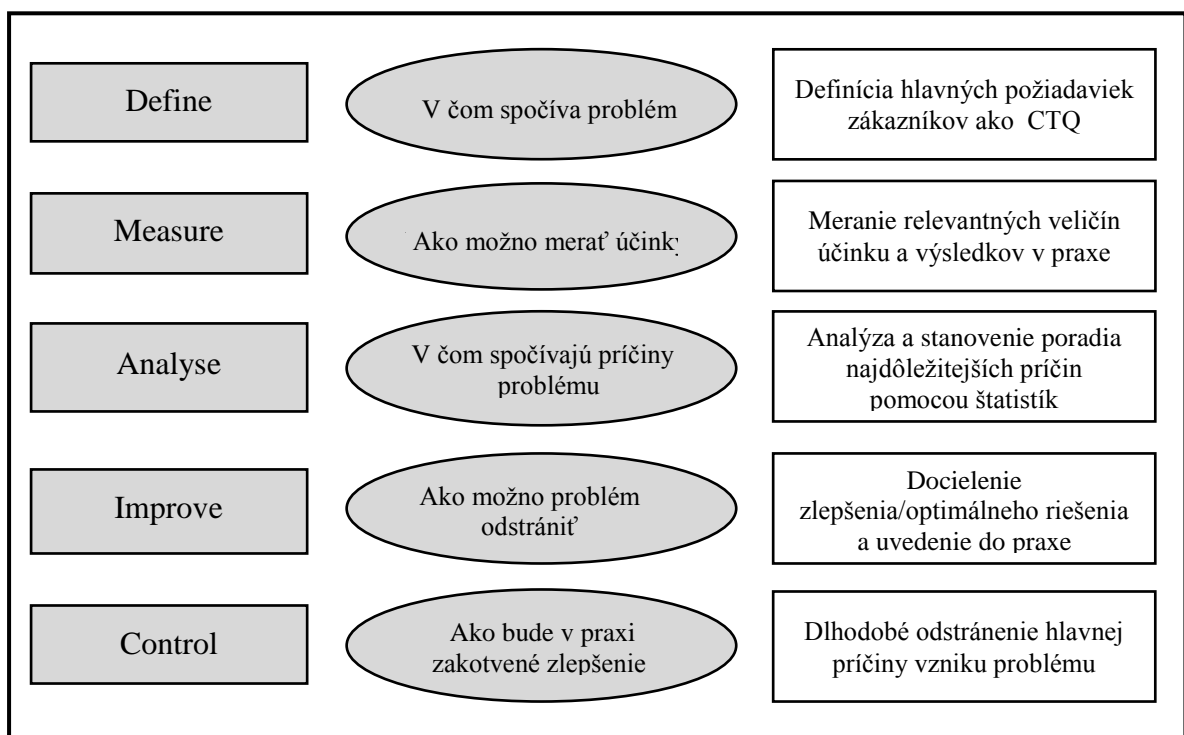 Define
V čom spočíva problém
Definícia hlavných požiadaviek
zákazníkov ako CTQ
Measure
Ako možno merať účinky
Meranie relevantných veličín
účinku a výsledkov v praxe
Analyse
V čom spočívajú príčiny
problému
Analýza a stanovenie poradia
najdôležitejších príčin
pomocou štatistík
Improve
Ako možno problém
odstrániť
Docielenie
zlepšenia/optimálneho riešenia
a uvedenie do praxe
Control
Ako bude v praxi
zakotvené zlepšenie
Dlhodobé odstránenie hlavnej
príčiny vzniku problému